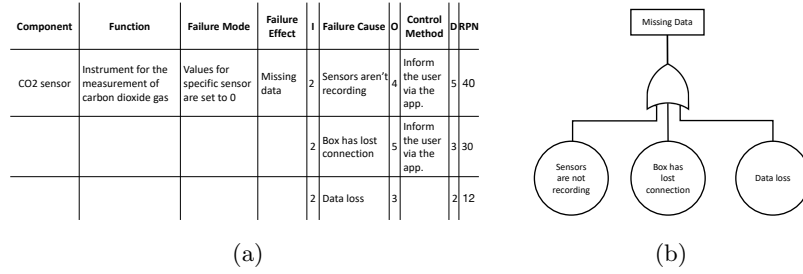 Component Function Failure Mode Failure Effect I Failure Cause O Control Method D RPN
CO2 sensor Instrument for the measurement of carbon dioxide gas Values for specific sensor are set to 0 Missing data 2 Sensors aren't recording 4 Inform the user via the app. 5 40
2 Box has lost connection 5 Inform the user via the app. 3 30
2 Data loss 3 2 12
(a)
Missing Data
Sensors
are not
recording
Box has
lost
connection
Data loss
(b)